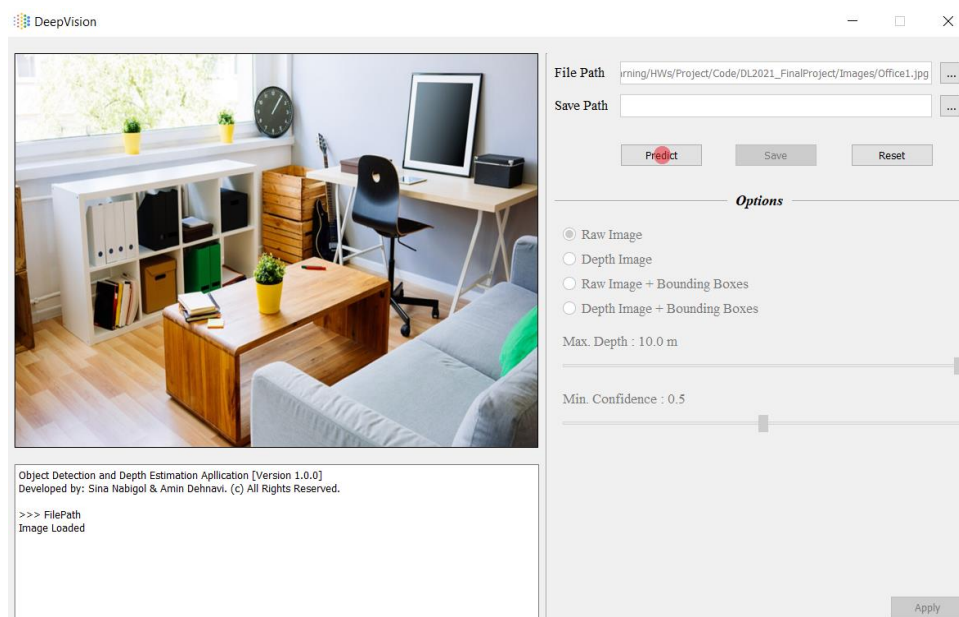 DeepVision
File Path
rning/HWs/Project/Code/DL2021_FinalProject/Images/Office1.jpg
...
Save Path
...
Predict
Save
Reset
Options
Raw Image
Depth Image
Raw Image + Bounding Boxes
Depth Image + Bounding Boxes
Max. Depth : 10.0 m
Min. Confidence : 0.5
Object Detection and Depth Estimation Apllication [Version 1.0.0]
Developed by: Sina Nabigol & Amin Dehnavi. (c) All Rights Reserved.
>>> FilePath
Image Loaded
Apply